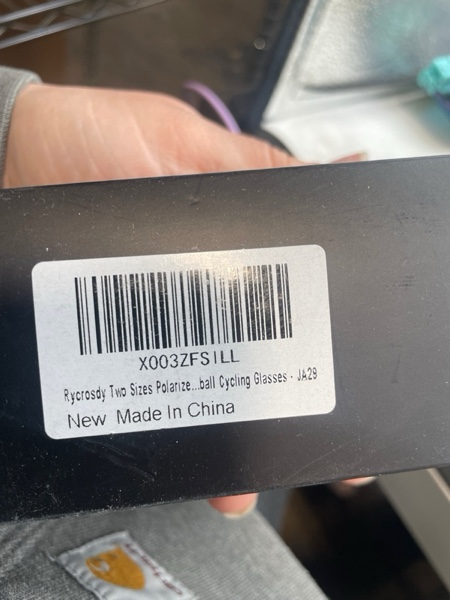 X003ZFSILL
Rycrosdy Two Sizes Polarize...ball Cycling Glasses - JA29
New Made In China